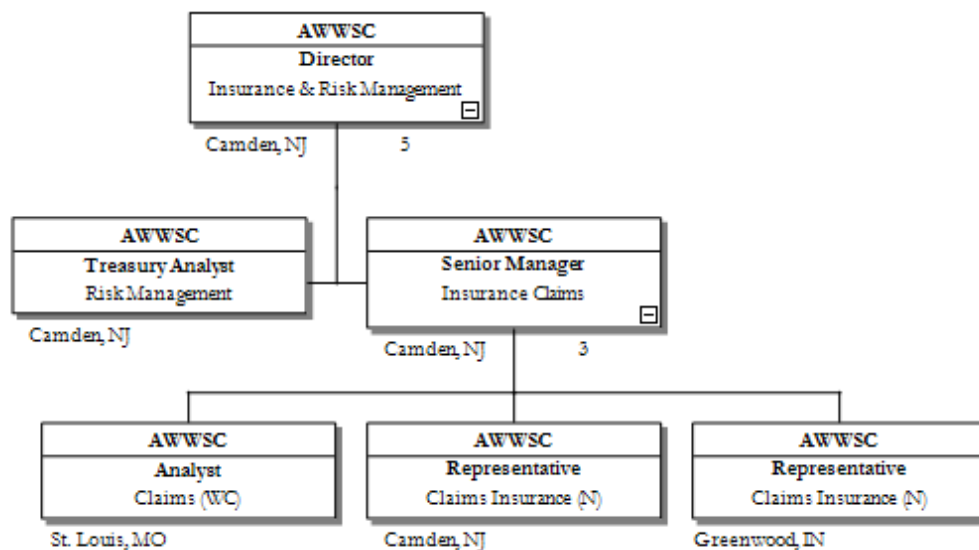 AWWSC
Director
Insurance & Risk Management
Camden, NJ 5
AWWSC
Treasury Analyst
Risk Management
Camden, NJ
AWWSC
Senior Manager
Insurance Claims
Camden, NJ 3
AWWSC
Analyst
Claims (WC)
St. Louis, MO
AWWSC
Representative
Claims Insurance (N)
Camden, NJ
AWWSC
Representative
Claims Insurance (N)
Greenwood, IN